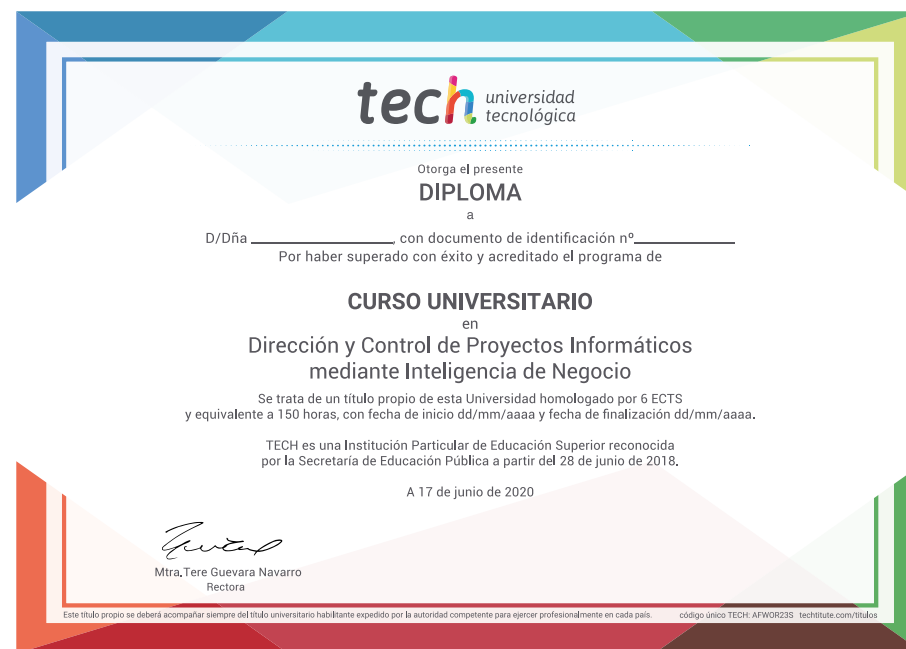 tech universidad
tecnológica
Otorga el presente
DIPLOMA
a
D/Dña ____________________, con documento de identificación nº______________
Por haber superado con éxito y acreditado el programa de
CURSO UNIVERSITARIO
en
Dirección y Control de Proyectos Informáticos
mediante Inteligencia de Negocio
Se trata de un título propio de esta Universidad homologado por 6 ECTS
y equivalente a 150 horas, con fecha de inicio dd/mm/aaaa y fecha de finalización dd/mm/aaaa.
TECH es una Institución Particular de Educación Superior reconocida
por la Secretaría de Educación Pública a partir del 28 de junio de 2018.
A 17 de junio de 2020
Mtra.Tere Guevara Navarro
Rectora
Este título propio se deberá acompañar siempre del título universitario habilitante expedido por la autoridad competente para ejercer profesionalmente en cada país. código único TECH: AFWOR23S techtitute.com/titulos